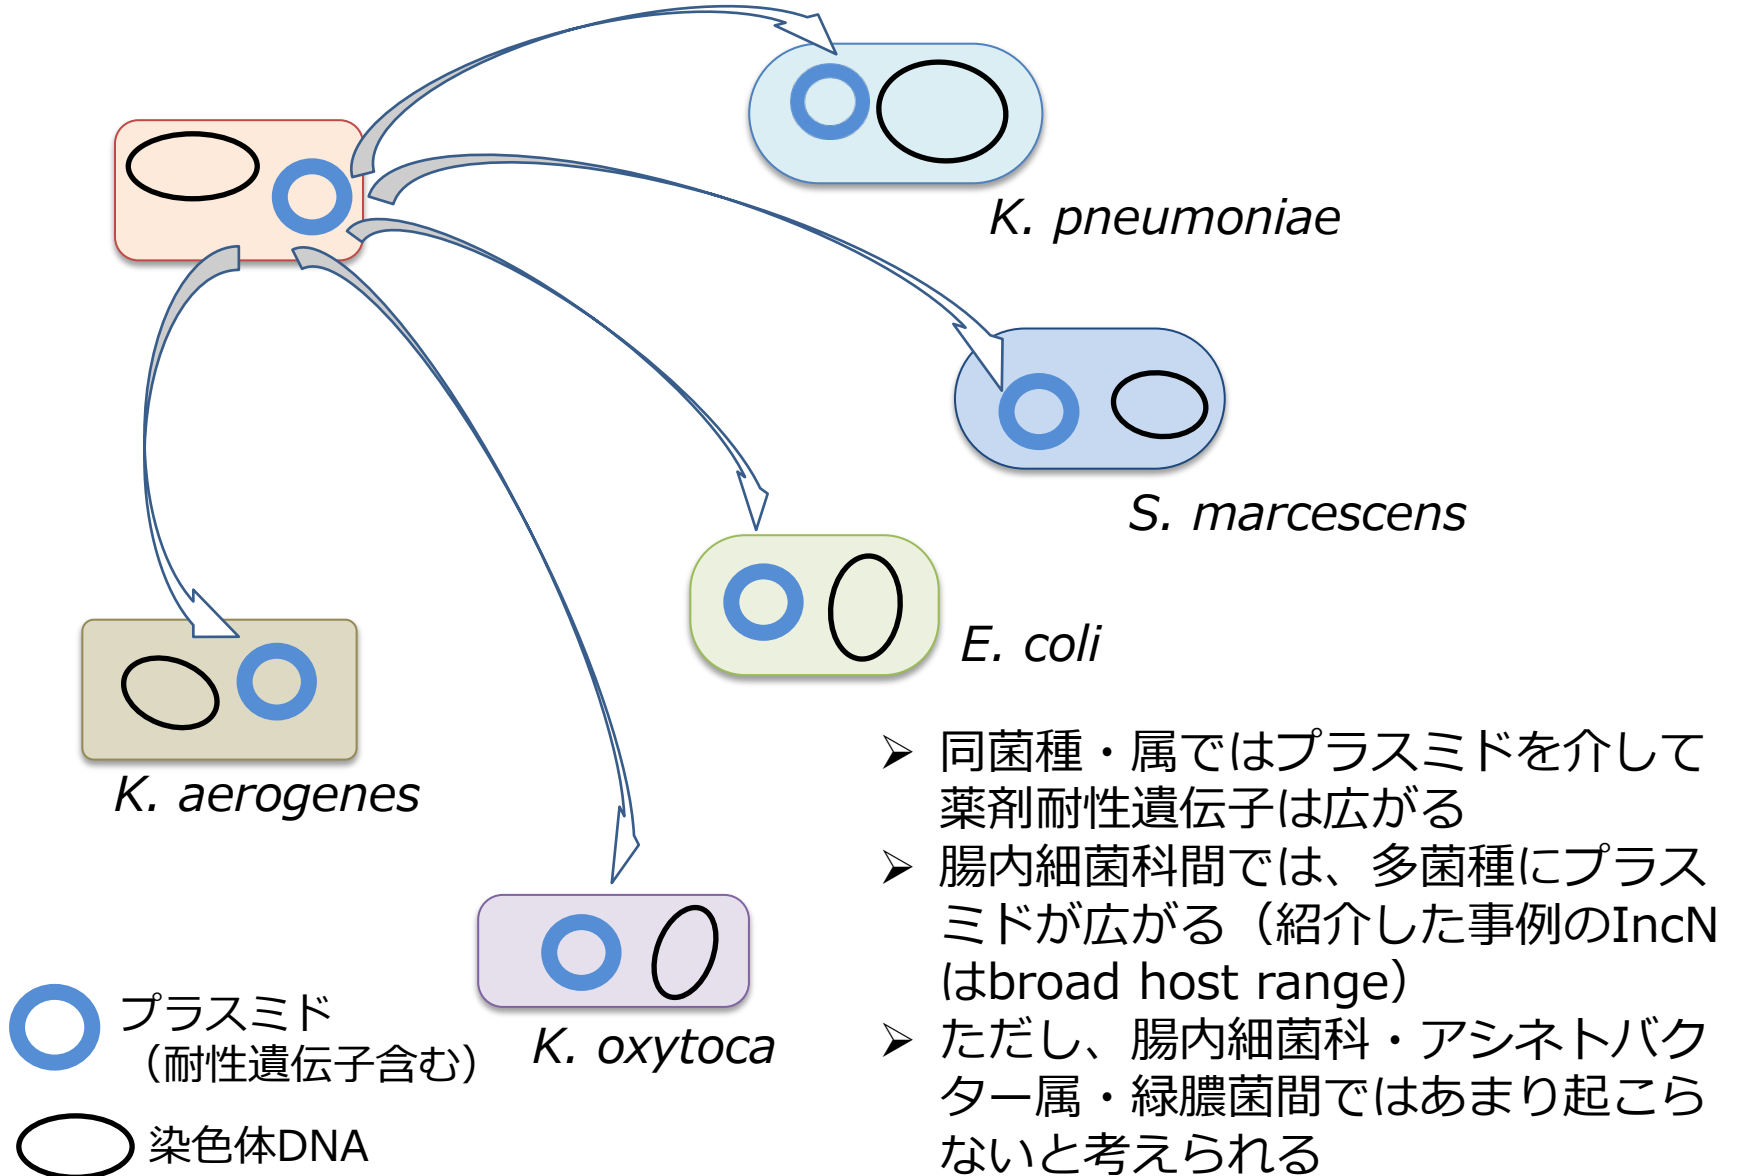 K. pneumoniae
S. marcescens
E. coli
K. aerogenes
K. oxytoca
プラスミド
（耐性遺伝子含む）
染色体DNA
➢ 同菌種・属ではプラスミドを介して
薬剤耐性遺伝子は広がる
➢ 腸内細菌科間では、多菌種にプラス
ミドが広がる（紹介した事例のIncN
はbroad host range）
➢ ただし、腸内細菌科・アシネトバク
ター属・緑膿菌間ではあまり起こら
ないと考えられる